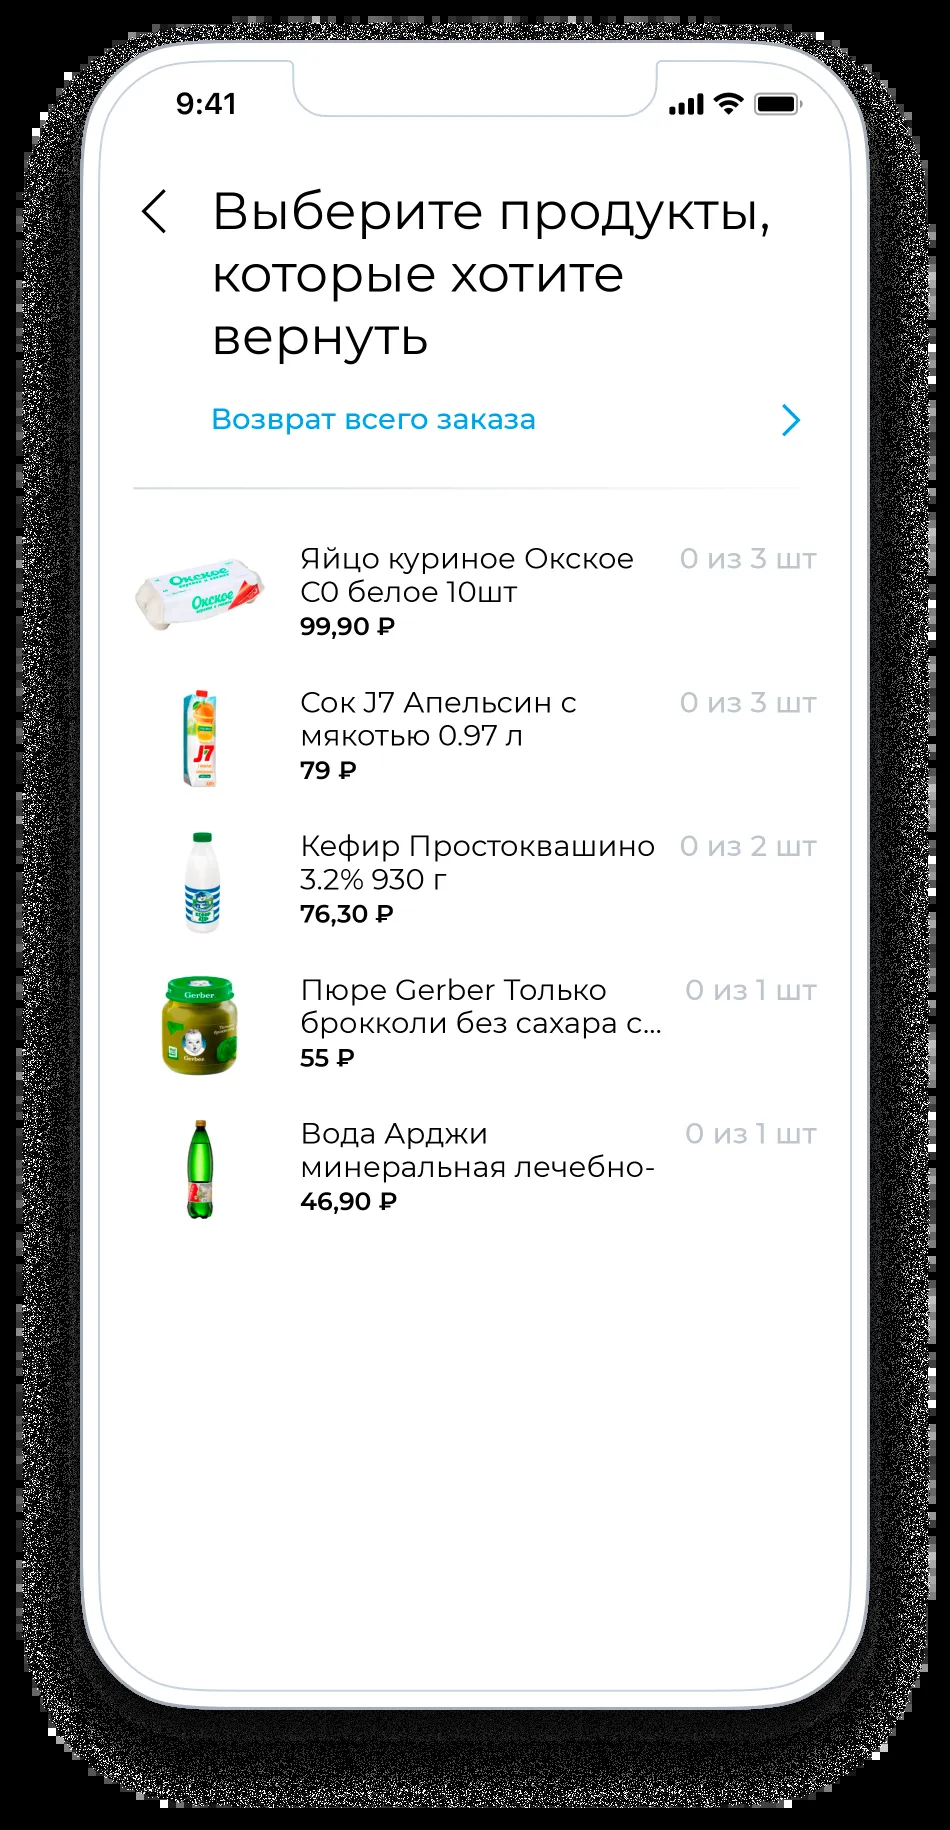 9:41
Выберите продукты,
которые хотите
вернуть
Возврат всего заказа
Окское
Окское
Яйцо куриное Окское
С0 белое 10шт
99,90 ₽
0 из 3 шт
J7
Сок J7 Апельсин с
мякотью 0.97 л
79 ₽
0 из 3 шт
Кефир Простоквашино
3.2% 930 г
76,30 ₽
0 из 2 шт
Gerber
Gerber
Пюре Gerber Только
брокколи без сахара с...
55 ₽
0 из 1 шт
Вода Арджи
минеральная лечебно-
46,90 ₽
0 из 1 шт